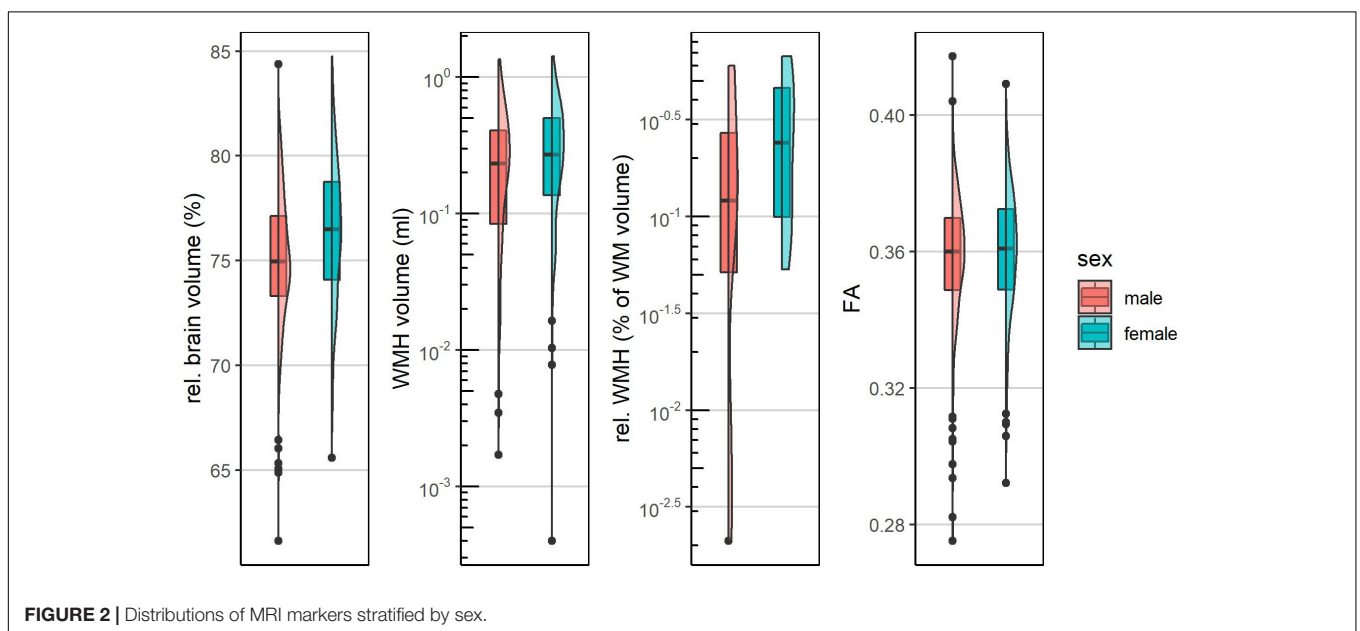 rel. brain volume (%)
85
80
75
70
65
WMH volume (ml)
10^0
10^-1
10^-2
10^-3
rel. WMH (% of WM volume)
10^-0.5
10^-1
10^-1.5
10^-2
10^-2.5
FA
0.40
0.36
0.32
0.28
sex
male
female
FIGURE 2 | Distributions of MRI markers stratified by sex.